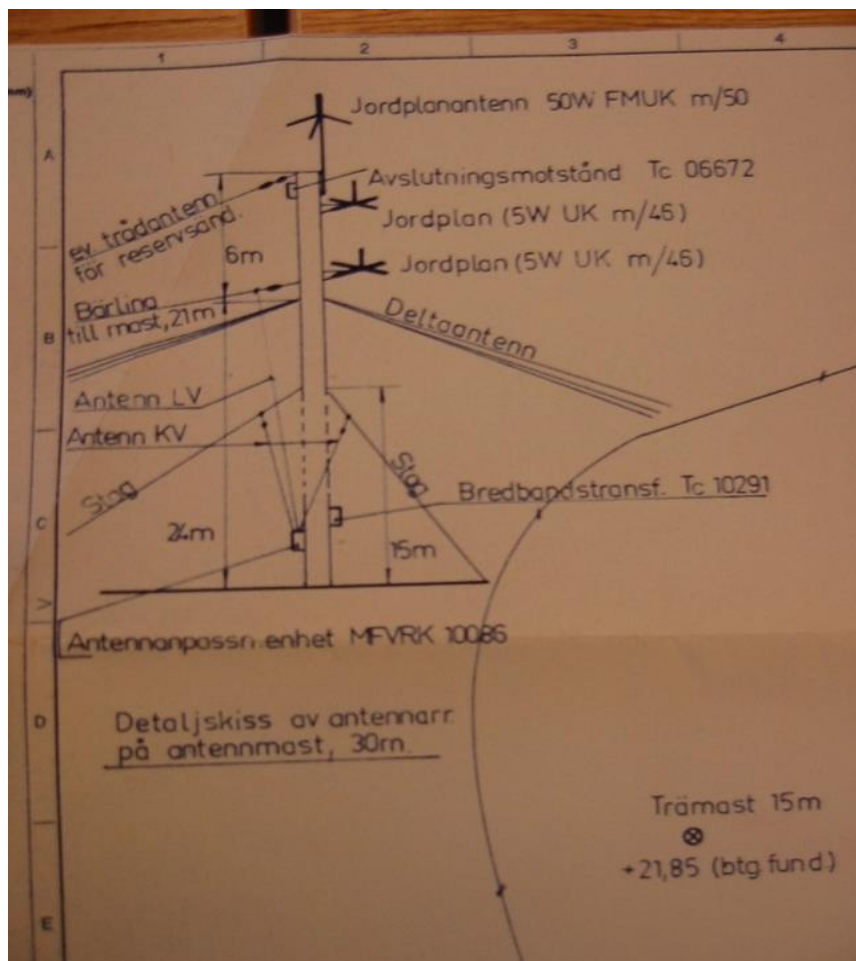 mm)
1 2 3 4
A
Jordplanantenn 50W FMUK m/50
Avslutningsmotstånd Tc 06672
ev trådantenn
för reservsänd.
Jordplan (5W UK m/46)
6m
Jordplan (5W UK m/46)
Bärlina
till mast, 21m
B
Deltaantenn
Antenn LV
Antenn KV
Stag
Stag
Bredbandstransf. Tc 10291
C
24m
15m
>
Antennanpassn.enhet MFVRK 10086
D
Detaljskiss av antennarr.
på antennmast, 30m.
Trämast 15m
+21,85 (btg.fund.)
E